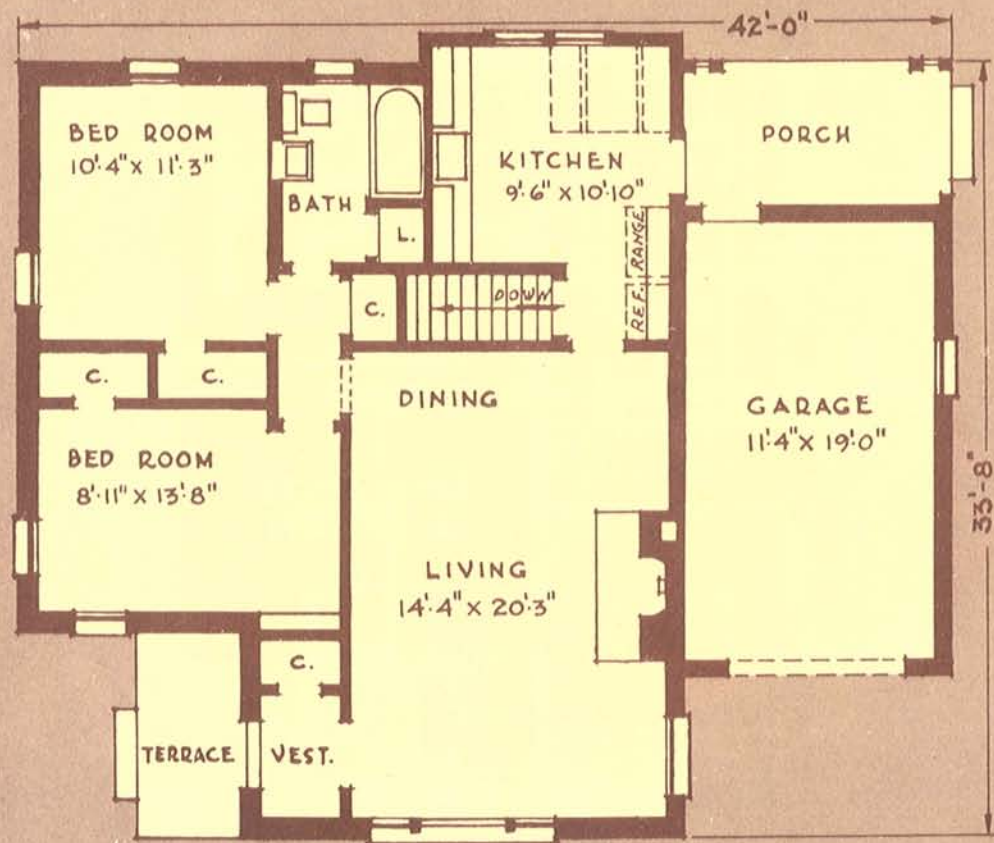 42'-0"
BED ROOM
10'-4" x 11'-3"
BATH
L.
KITCHEN
9'-6" x 10'-10"
PORCH
C.
DOWN
REF. RANGE
C.
C.
DINING
GARAGE
11'-4" x 19'-0"
33'-8"
BED ROOM
8'-11" x 13'-8"
LIVING
14'-4" x 20'-3"
C.
TERRACE
VEST.